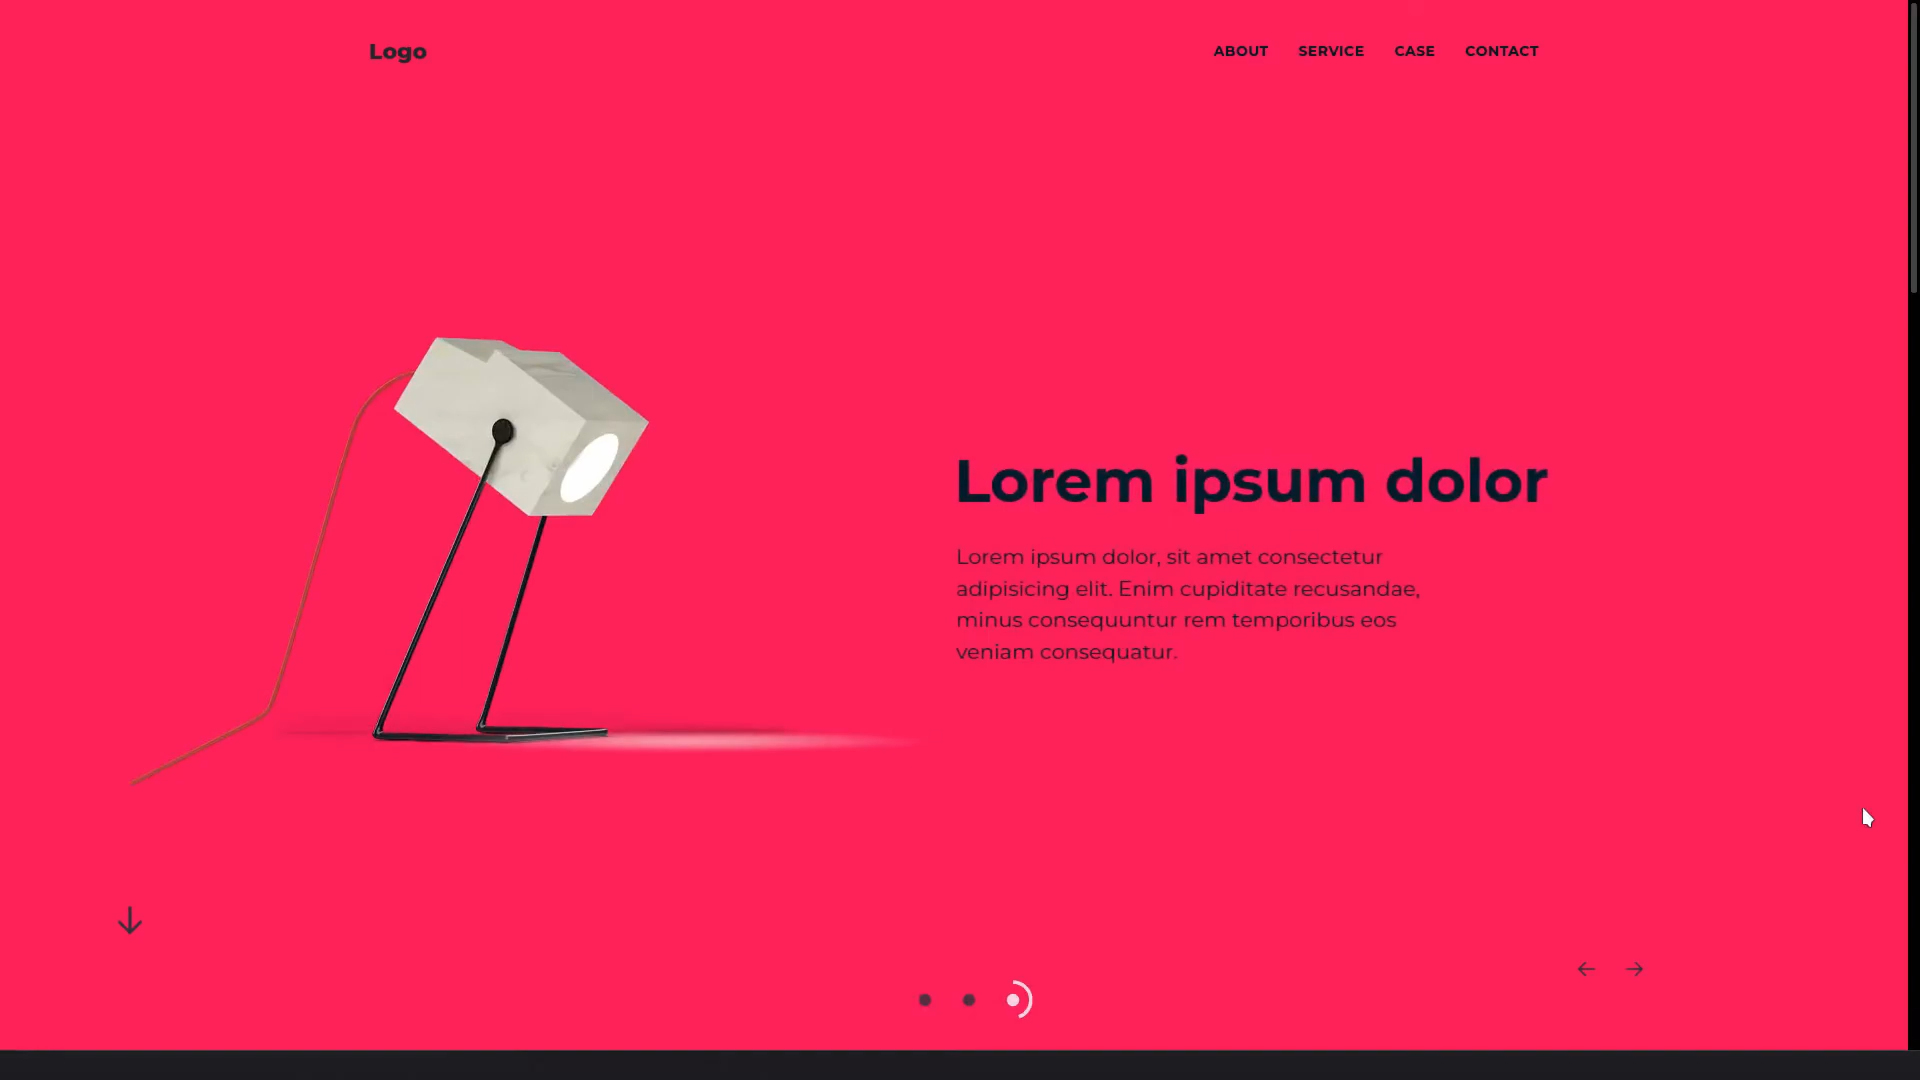 Logo
ABOUT SERVICE CASE CONTACT
Lorem ipsum dolor
Lorem ipsum dolor, sit amet consectetur
adipisicing elit. Enim cupiditate recusandae,
minus consequuntur rem temporibus eos
veniam consequatur.